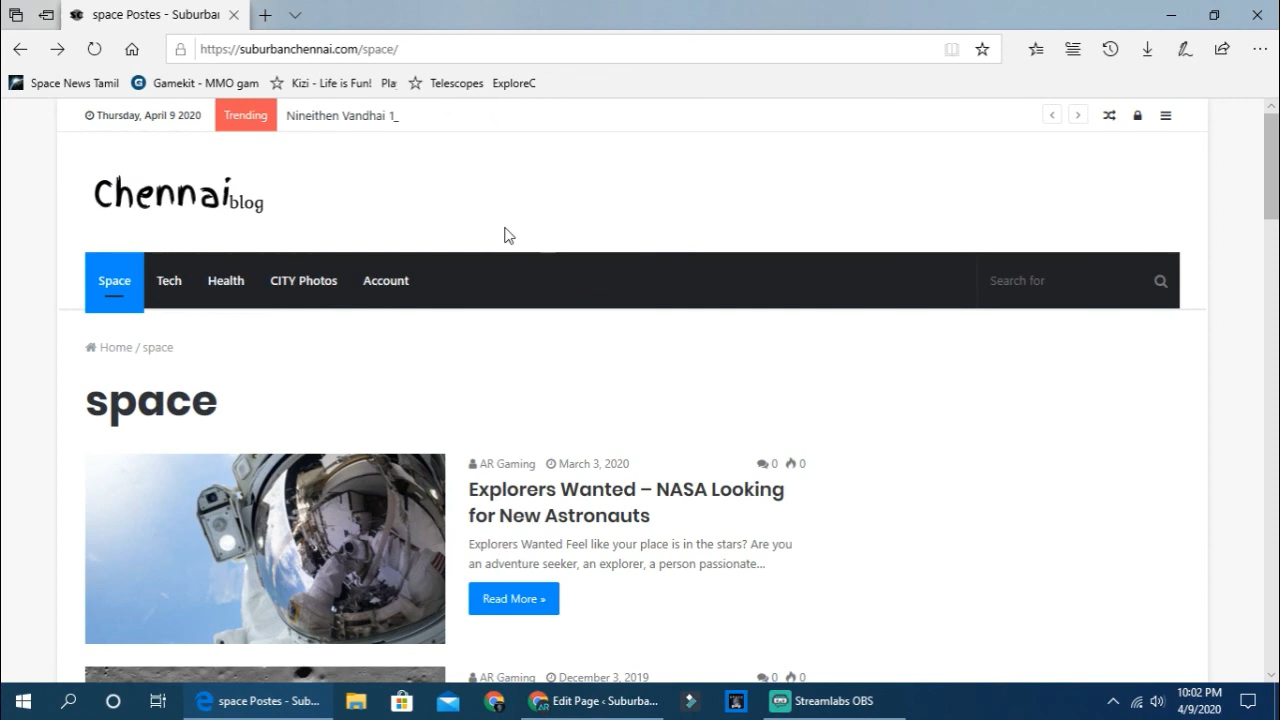 space Postes - Suburbar
https://suburbanchennai.com/space/
Space News Tamil
Gamekit - MMO gam
Kizi - Life is Fun! Pla
Telescopes
ExploreC
Thursday, April 9 2020
Trending
Nineithen Vandhai 1_
Chennai blog
Space
Tech
Health
CITY Photos
Account
Search for
Home / space
space
AR Gaming
March 3, 2020
0
0
Explorers Wanted – NASA Looking
for New Astronauts
Explorers Wanted Feel like your place is in the stars? Are you
an adventure seeker, an explorer, a person passionate...
Read More »
AR Gaming
December 3, 2019
0
0
space Postes - Sub...
Edit Page ‹ Suburba...
Streamlabs OBS
10:02 PM
4/9/2020